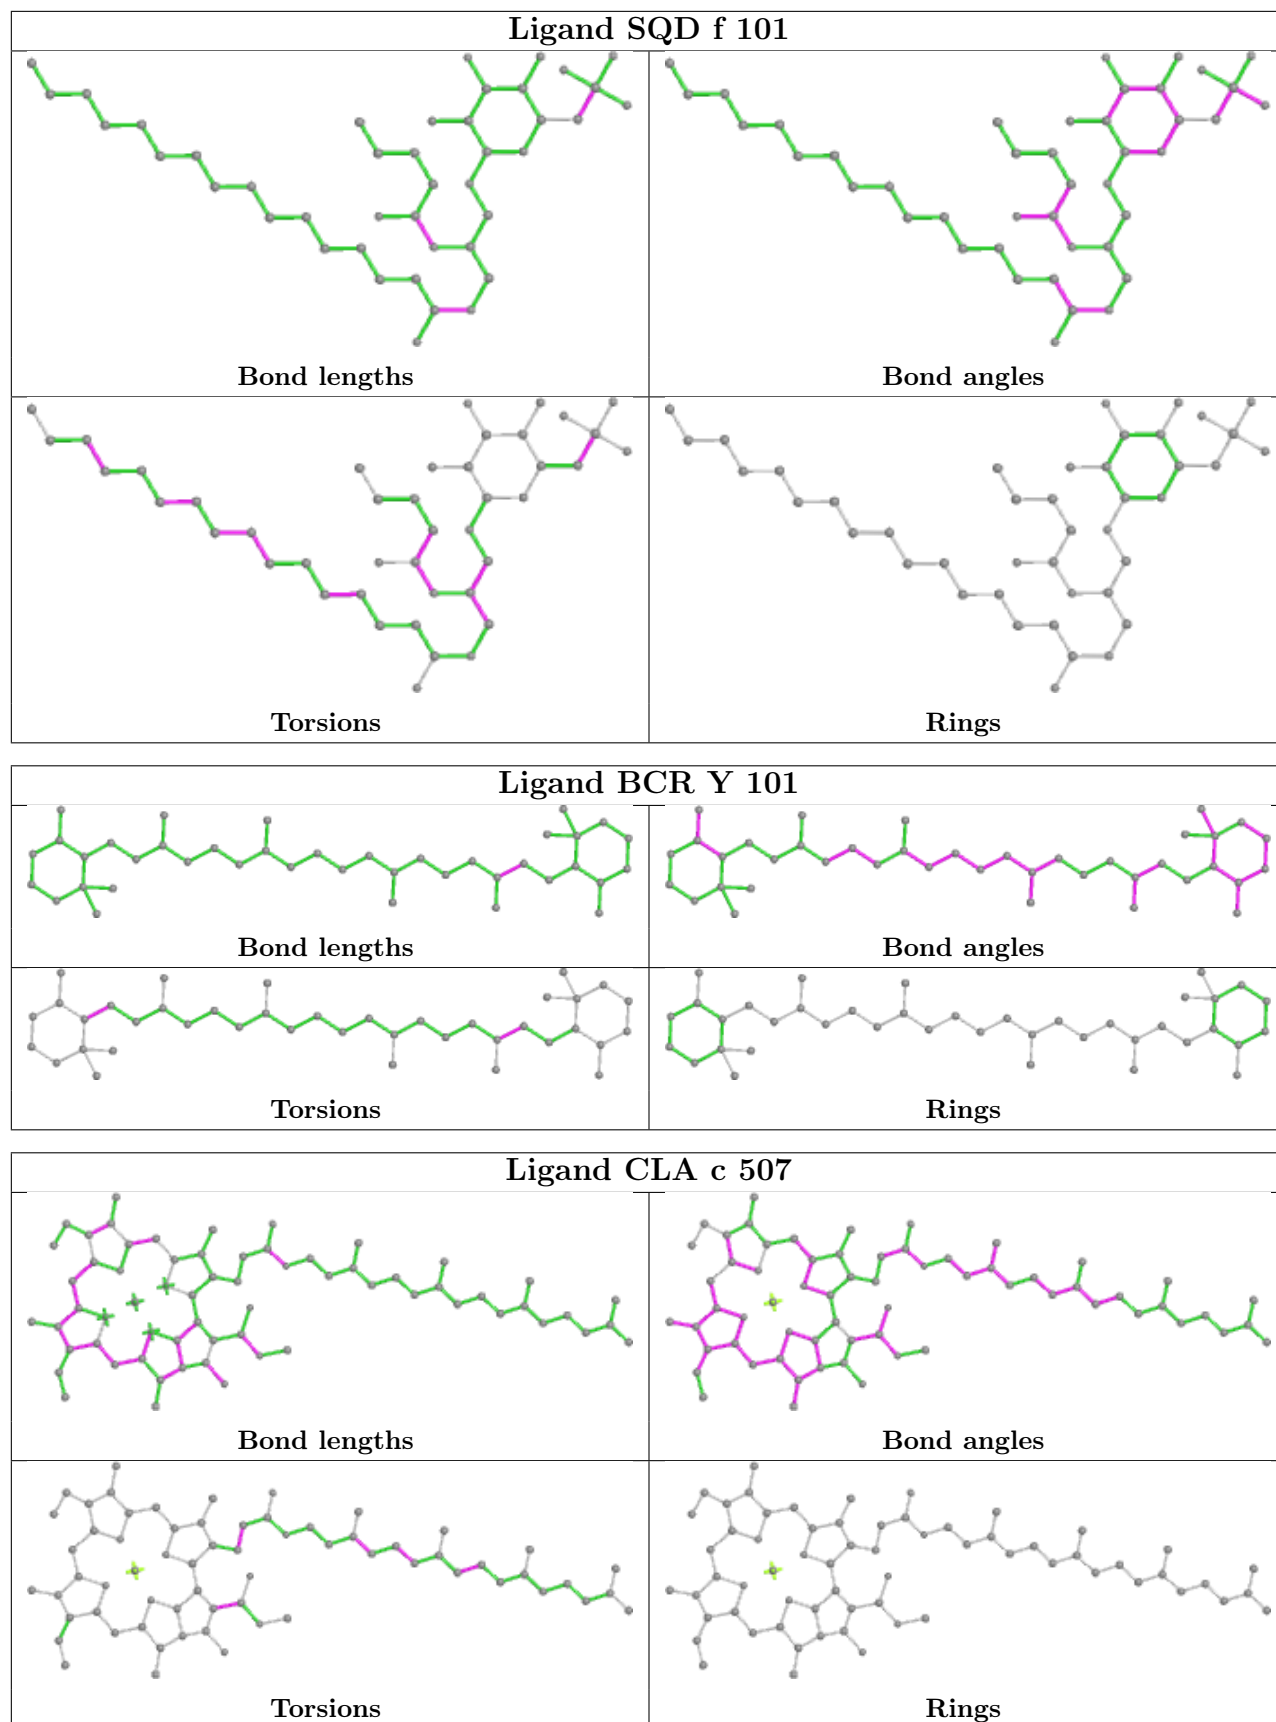 Ligand SQD f 101
Bond lengths
Bond angles
Torsions
Rings
Ligand BCR Y 101
Bond lengths
Bond angles
Torsions
Rings
Ligand CLA c 507
Bond lengths
Bond angles
Torsions
Rings